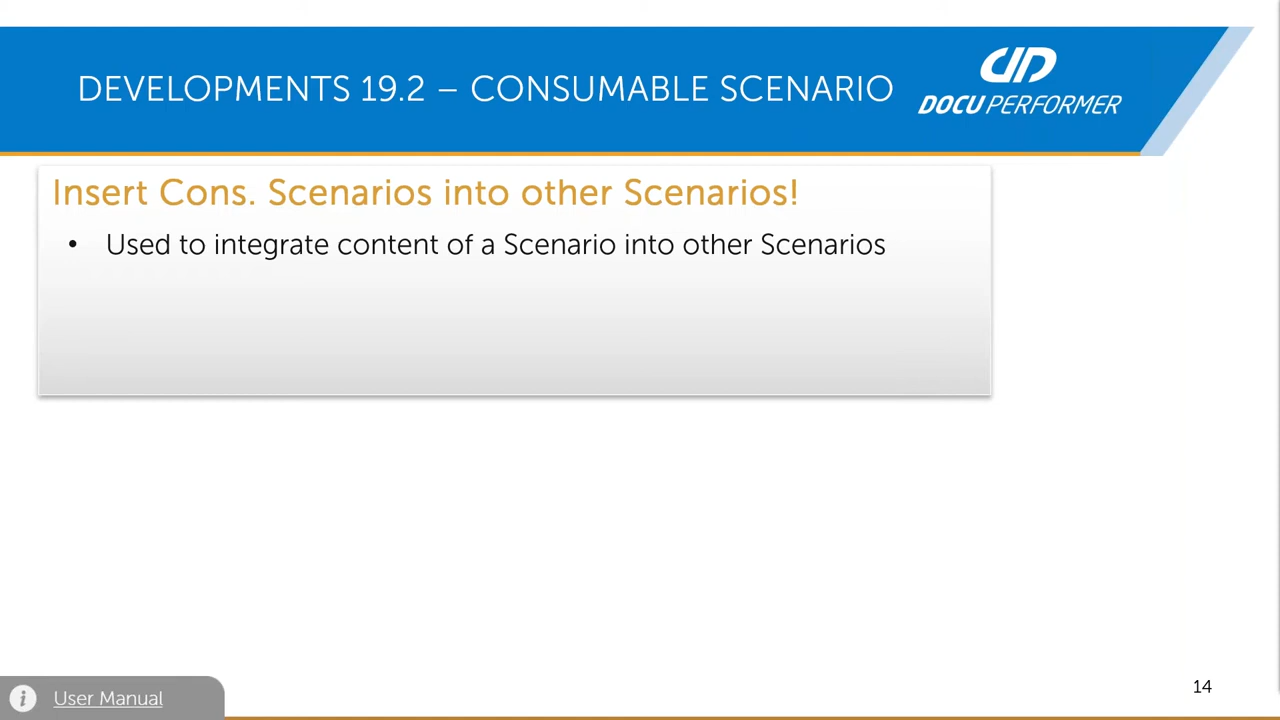 DEVELOPMENTS 19.2 – CONSUMABLE SCENARIO
DOCU PERFORMER
Insert Cons. Scenarios into other Scenarios!
• Used to integrate content of a Scenario into other Scenarios
User Manual
14